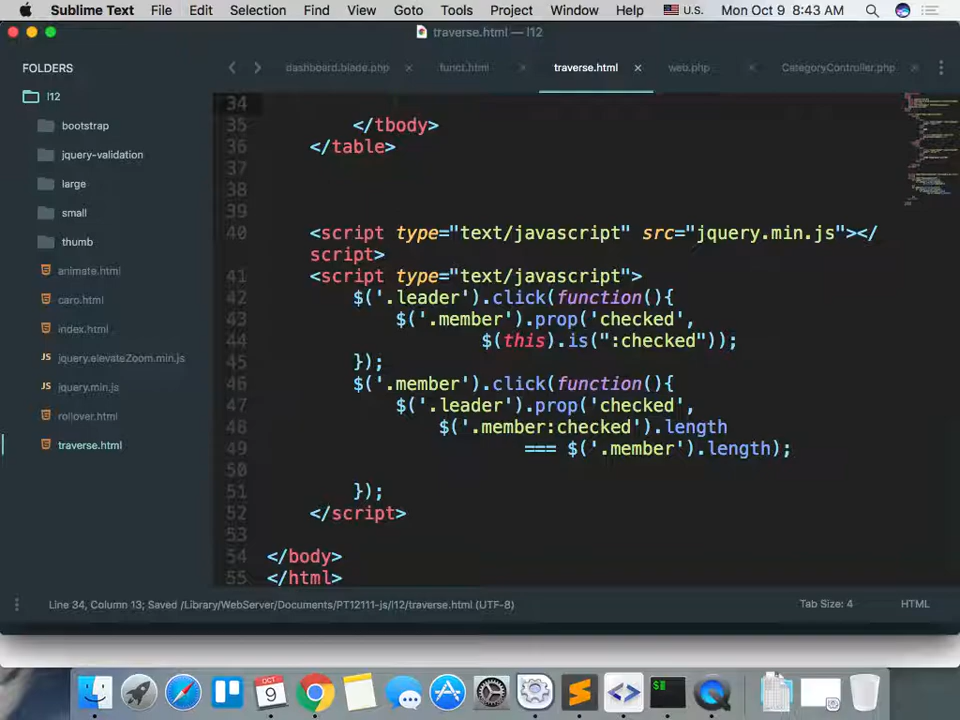 Sublime Text File Edit Selection Find View Goto Tools Project Window Help U.S. Mon Oct 9 8:43 AM
traverse.html — l12
FOLDERS
l12
bootstrap
jquery-validation
large
small
thumb
animate.html
caro.html
index.html
JS jquery.elevateZoom.min.js
JS jquery.min.js
rollover.html
traverse.html
dashboard.blade.php × funct.html × traverse.html × web.php × CategoryController.php ×
34
35 </tbody>
36 </table>
37
38
39
40 <script type="text/javascript" src="jquery.min.js"></
script>
41 <script type="text/javascript">
42 $('.leader').click(function(){
43 $('.member').prop('checked',
44 $(this).is(":checked"));
45 });
46 $('.member').click(function(){
47 $('.leader').prop('checked',
48 $('.member:checked').length
49 === $('.member').length);
50
51 });
52 </script>
53
54 </body>
55 </html>
Line 34, Column 13; Saved /Library/WebServer/Documents/PT12111-js/l12/traverse.html (UTF-8) Tab Size: 4 HTML
OCT
9